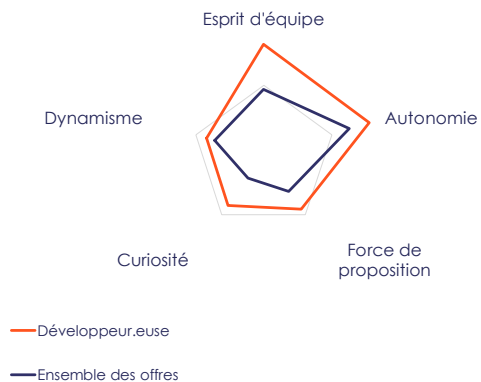 Esprit d'équipe
Dynamisme
Autonomie
Curiosité
Force de
proposition
Développeur.euse
Ensemble des offres